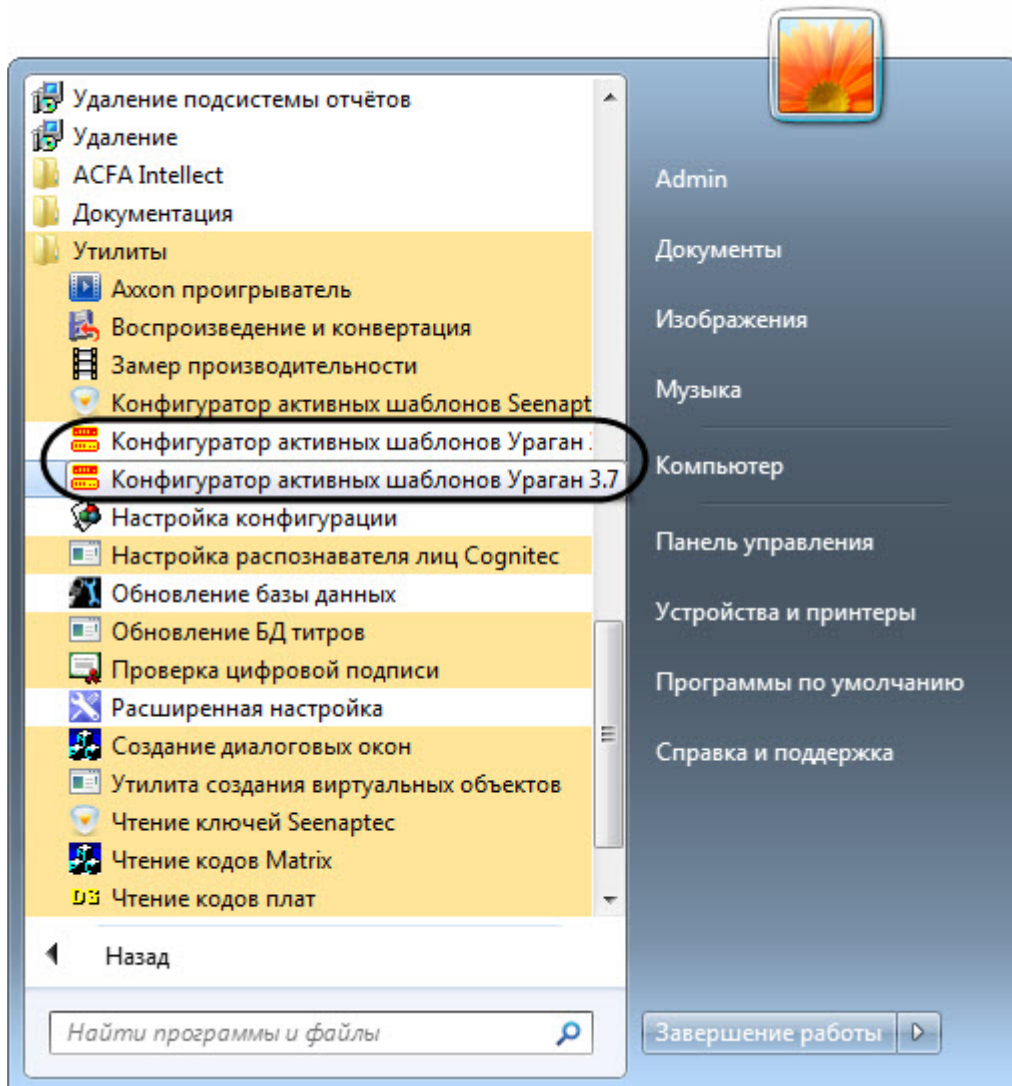 Удаление подсистемы отчётов
Удаление
ACFA Intellect
Документация
Утилиты
Axxon проигрыватель
Воспроизведение и конвертация
Замер производительности
Конфигуратор активных шаблонов Seenapt
Конфигуратор активных шаблонов Ураган
Конфигуратор активных шаблонов Ураган 3.7
Настройка конфигурации
Настройка распознавателя лиц Cognitec
Обновление базы данных
Обновление БД титров
Проверка цифровой подписи
Расширенная настройка
Создание диалоговых окон
Утилита создания виртуальных объектов
Чтение ключей Seenaptec
Чтение кодов Matrix
Чтение кодов плат
Назад
Найти программы и файлы
Admin
Документы
Изображения
Музыка
Компьютер
Панель управления
Устройства и принтеры
Программы по умолчанию
Справка и поддержка
Завершение работы